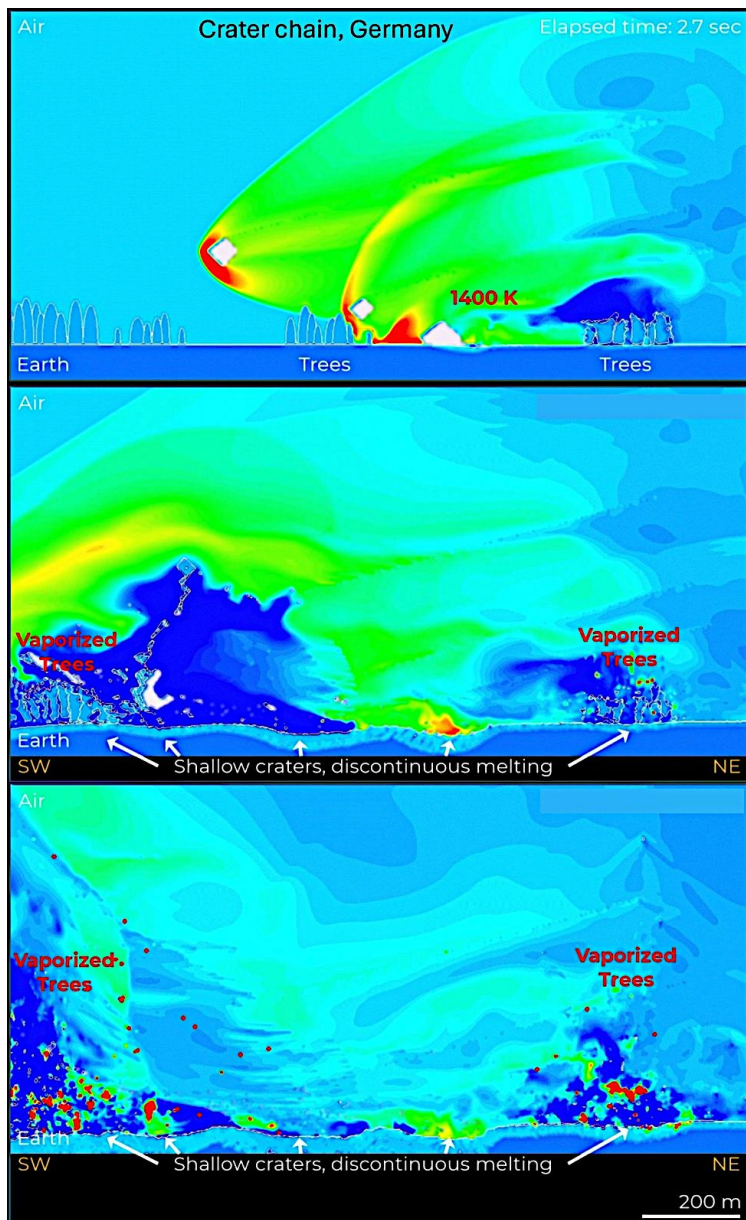 Air
Crater chain, Germany
Elapsed time: 2.7 sec
1400 K
Earth
Trees
Trees
Air
Vaporized
Trees
Vaporized
Trees
Earth
SW
Shallow craters, discontinuous melting
NE
Air
Vaporized
Trees
Vaporized
Trees
Earth
SW
Shallow craters, discontinuous melting
NE
200 m